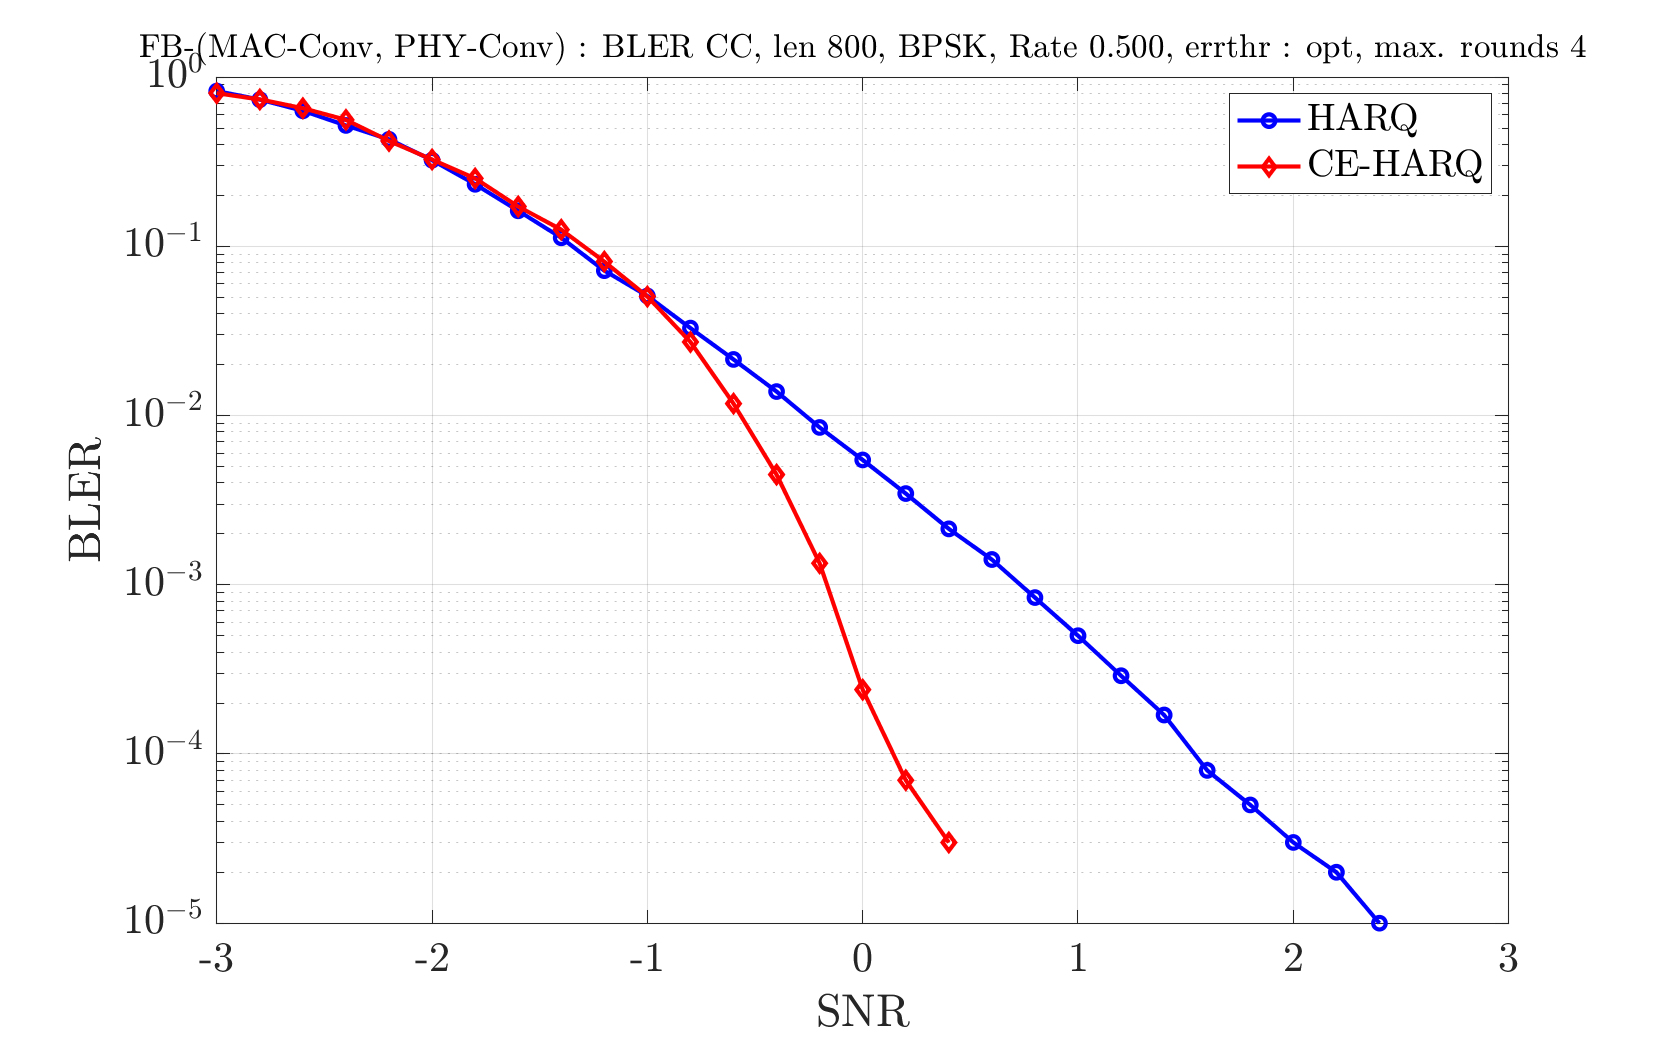 FB-(MAC-Conv, PHY-Conv) : BLER CC, len 800, BPSK, Rate 0.500, errthr : opt, max. rounds 4
10^0
HARQ
CE-HARQ
10^−1
10^−2
BLER
10^−3
10^−4
10^−5
-3 -2 -1 0 1 2 3
SNR